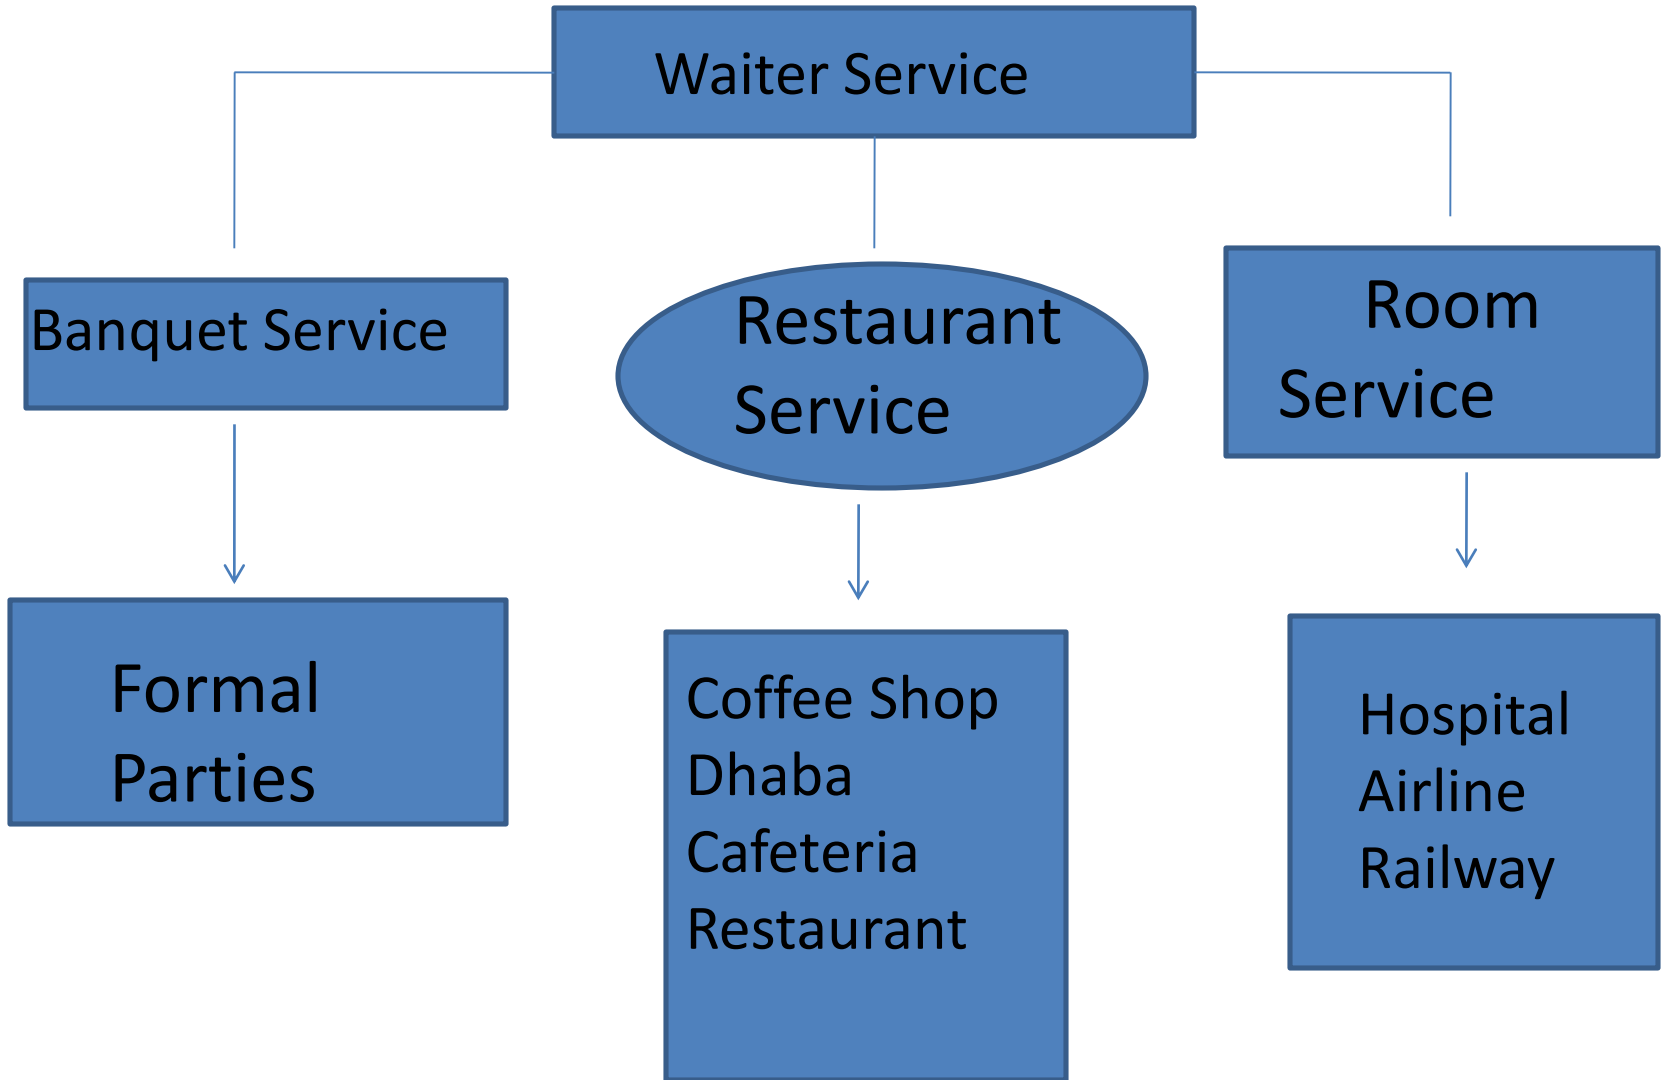 Waiter Service
Banquet Service
Restaurant
Service
Room
Service
Formal
Parties
Coffee Shop
Dhaba
Cafeteria
Restaurant
Hospital
Airline
Railway